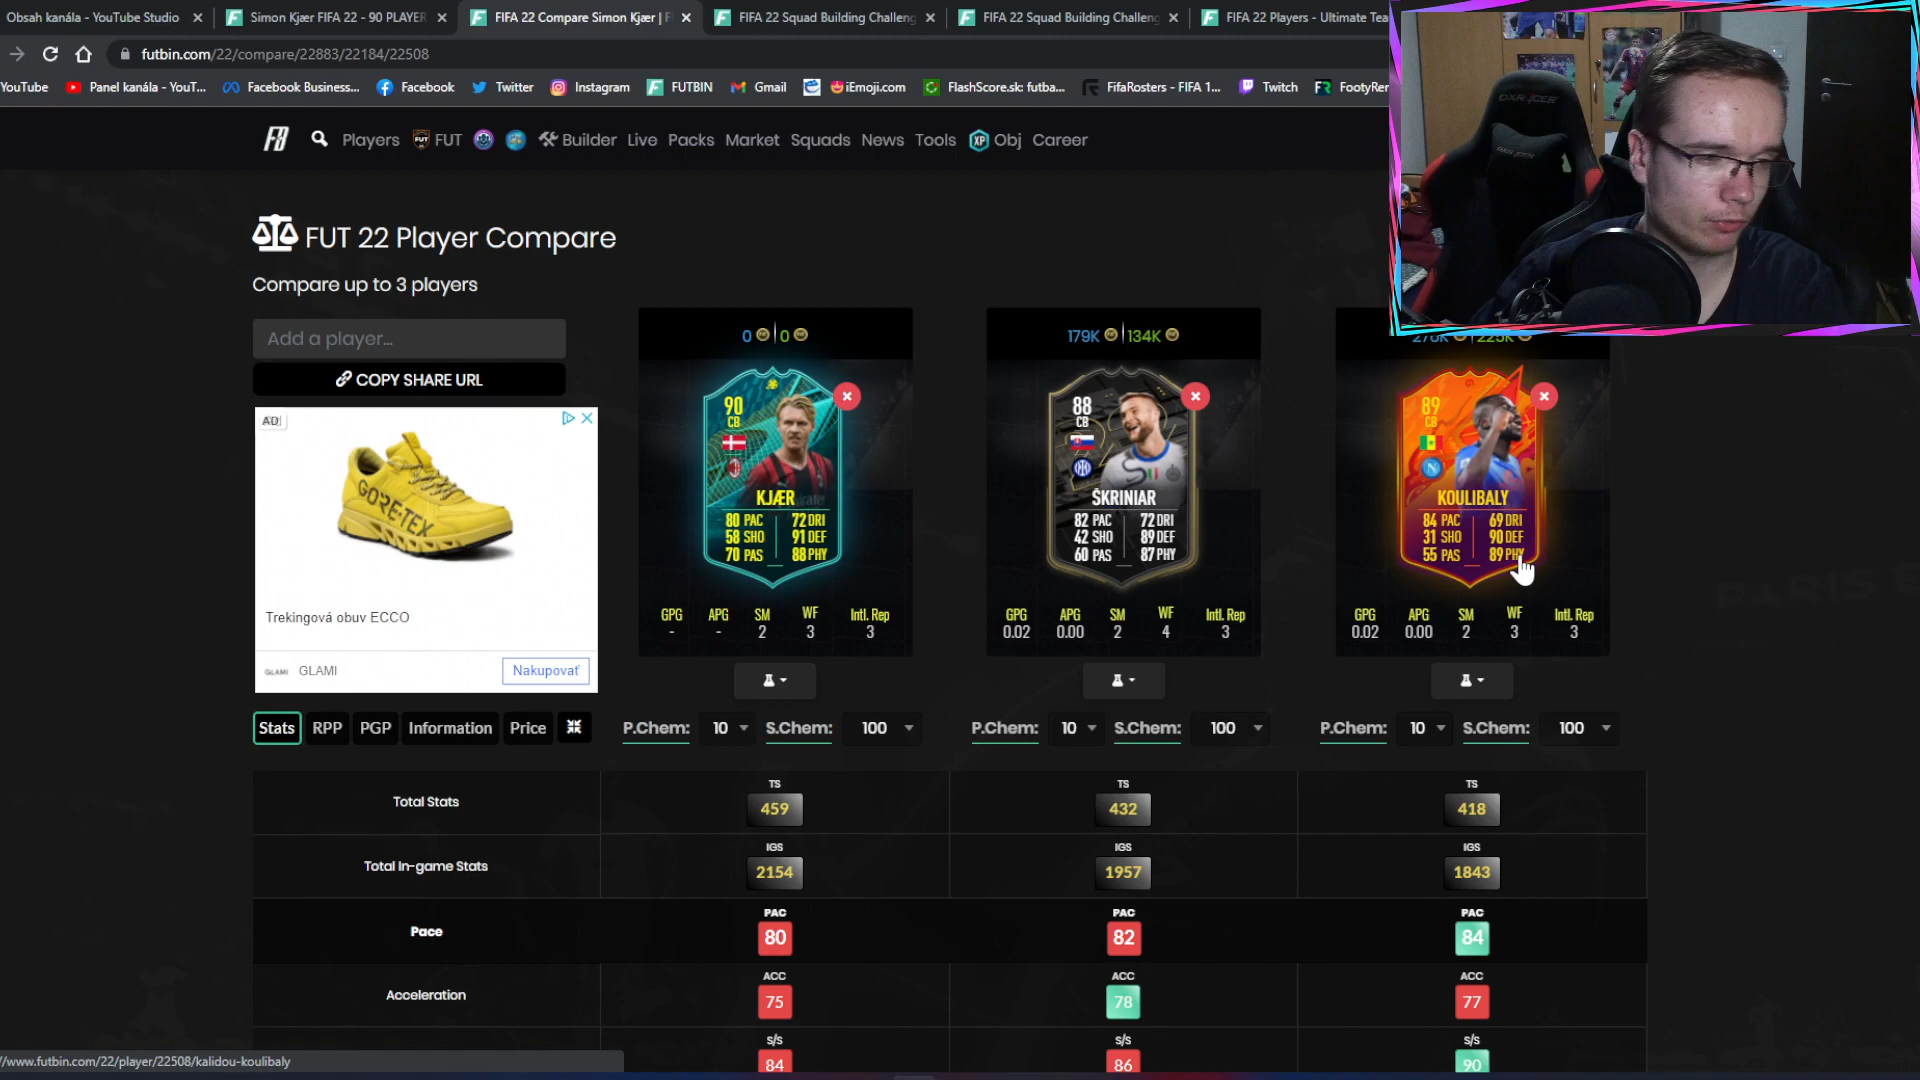 Obsah kanála - YouTube Studio
Simon Kjær FIFA 22 - 90 PLAYER
FIFA 22 Compare Simon Kjær | F
FIFA 22 Squad Building Challeng
FIFA 22 Squad Building Challeng
FIFA 22 Players - Ultimate Tea
futbin.com/22/compare/22883/22184/22508
YouTube
Panel kanála - YouT...
Facebook Business...
Facebook
Twitter
Instagram
FUTBIN
Gmail
iEmoji.com
FlashScore.sk: futba...
FifaRosters - FIFA 1...
Twitch
FootyRer
Players
FUT
Builder
Live
Packs
Market
Squads
News
Tools
XP Obj
Career
FUT 22 Player Compare
Compare up to 3 players
Add a player...
COPY SHARE URL
AD
GORE-TEX
Trekingová obuv ECCO
GLAMI GLAMI
Nakupovať
0 | 0
90
CB
KJÆR
80 PAC 72 DRI
58 SHO 91 DEF
70 PAS 88 PHY
GPG APG SM WF Intl. Rep
- - 2 3 3
179K | 134K
88
CB
ŠKRINIAR
82 PAC 72 DRI
42 SHO 89 DEF
60 PAS 87 PHY
GPG APG SM WF Intl. Rep
0.02 0.00 2 4 3
89
CB
KOULIBALY
84 PAC 69 DRI
31 SHO 90 DEF
55 PAS 89 PHY
GPG APG SM WF Intl. Rep
0.02 0.00 2 3 3
DXRACER
Stats RPP PGP Information Price
P.Chem: 10 S.Chem: 100
P.Chem: 10 S.Chem: 100
P.Chem: 10 S.Chem: 100
TS TS TS
Total Stats 459 432 418
IGS IGS IGS
Total In-game Stats 2154 1957 1843
PAC PAC PAC
Pace 80 82 84
ACC ACC ACC
Acceleration 75 78 77
S/S S/S S/S
84 86 90
//www.futbin.com/22/player/22508/kalidou-koulibaly